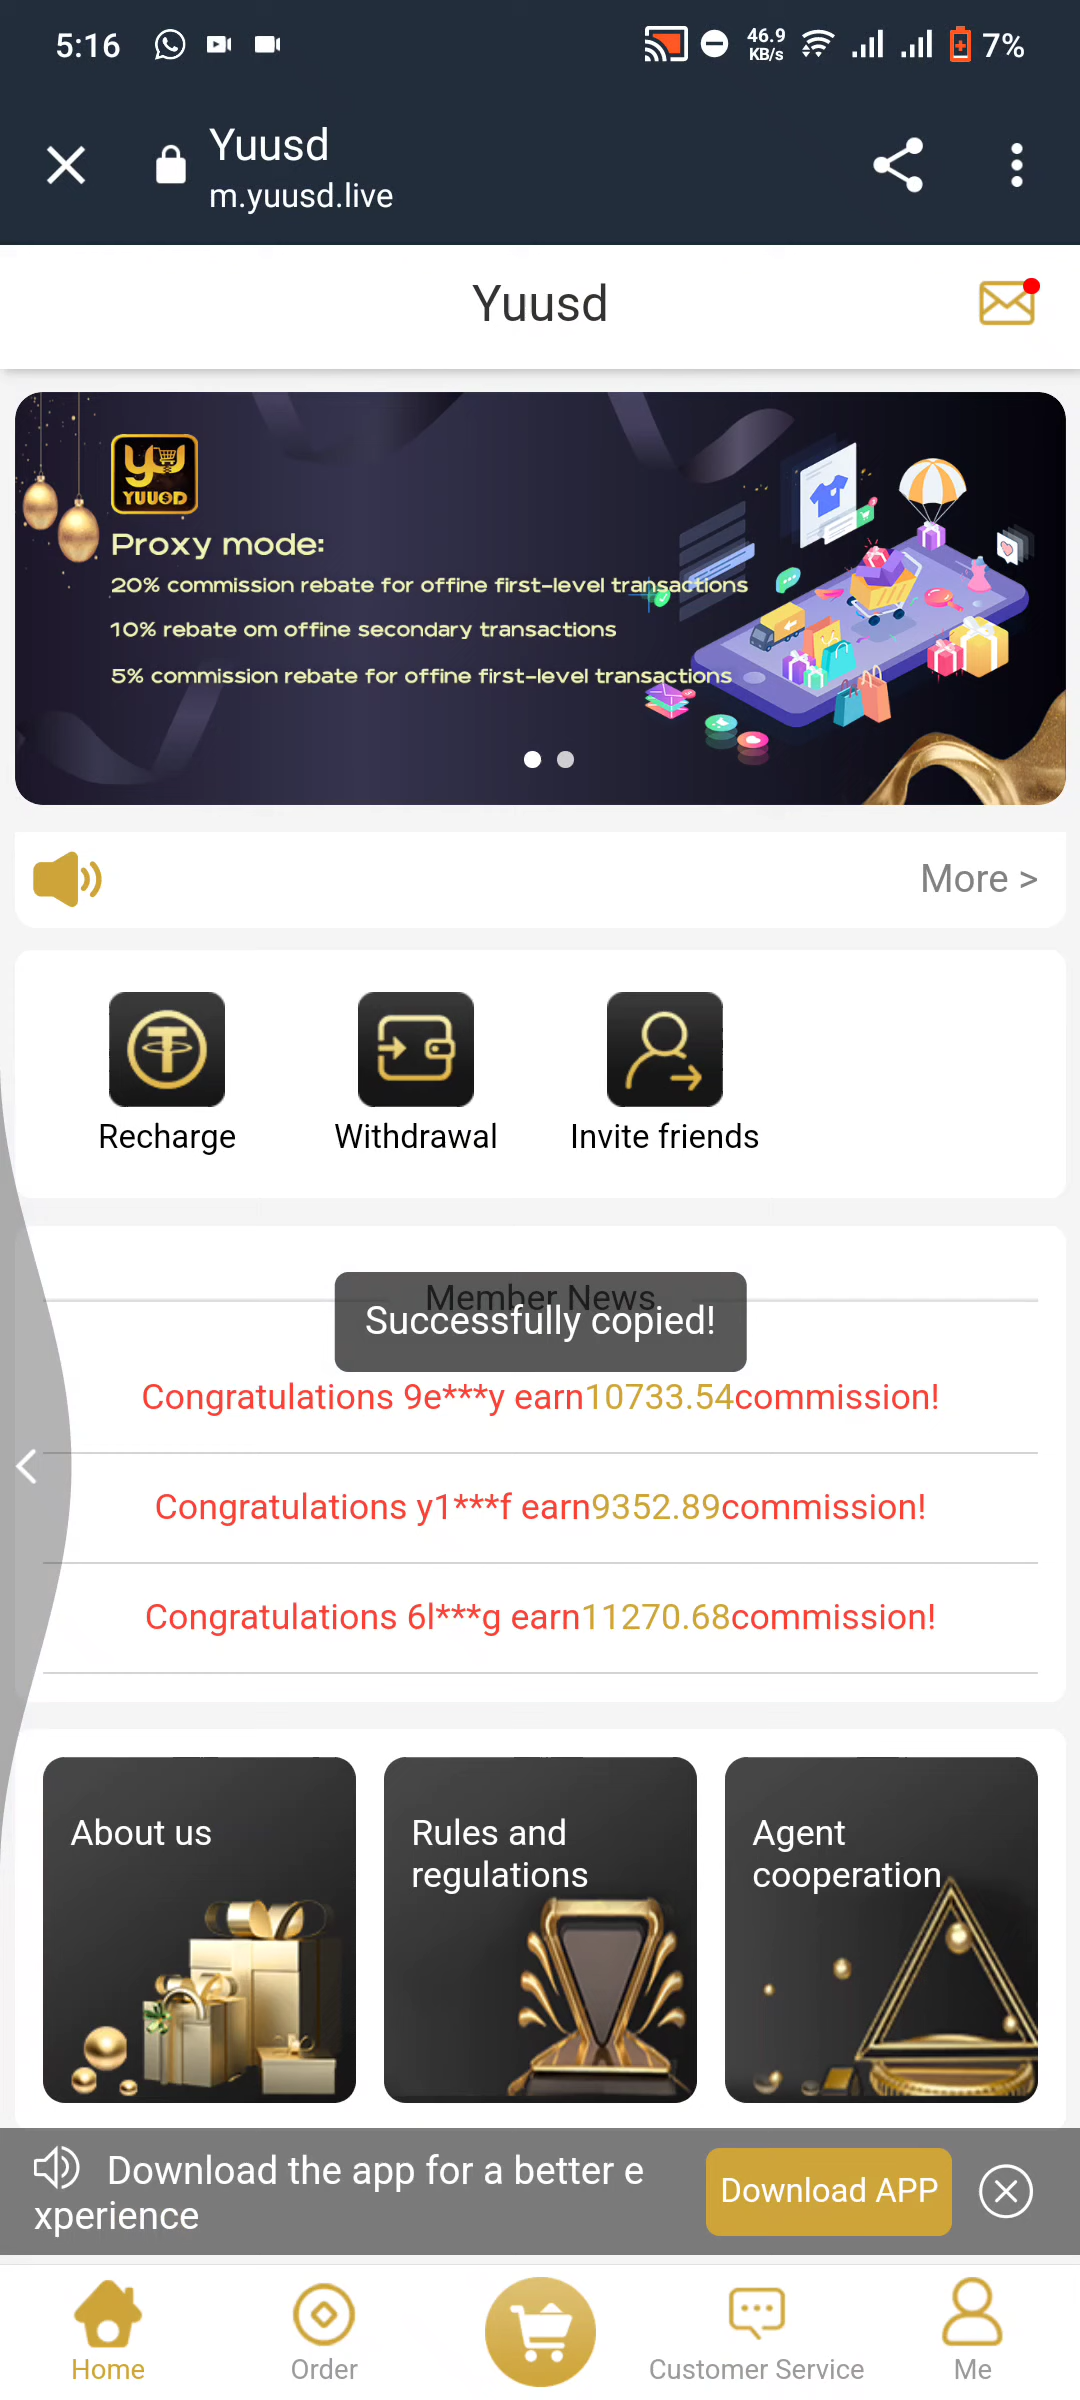 5:16
46.9
KB/s
7%
Yuusd
m.yuusd.live
Yuusd
YUUSD
Proxy mode:
20% commission rebate for offine first-level transactions
10% rebate om offine secondary transactions
5% commission rebate for offine first-level transactions
More >
Recharge
Withdrawal
Invite friends
Member News
Successfully copied!
Congratulations 9e***y earn10733.54commission!
Congratulations y1***f earn9352.89commission!
Congratulations 6l***g earn11270.68commission!
About us
Rules and
regulations
Agent
cooperation
Download the app for a better e
xperience
Download APP
Home
Order
Customer Service
Me